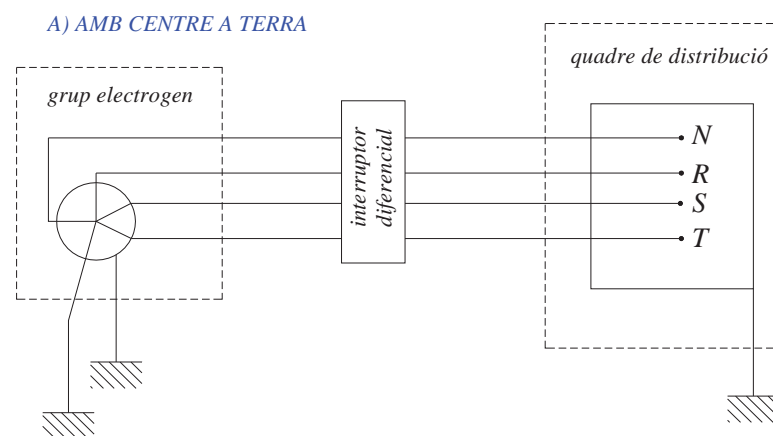 A) AMB CENTRE A TERRA
quadre de distribució
grup electrogen
interruptor
diferencial
N
R
S
T